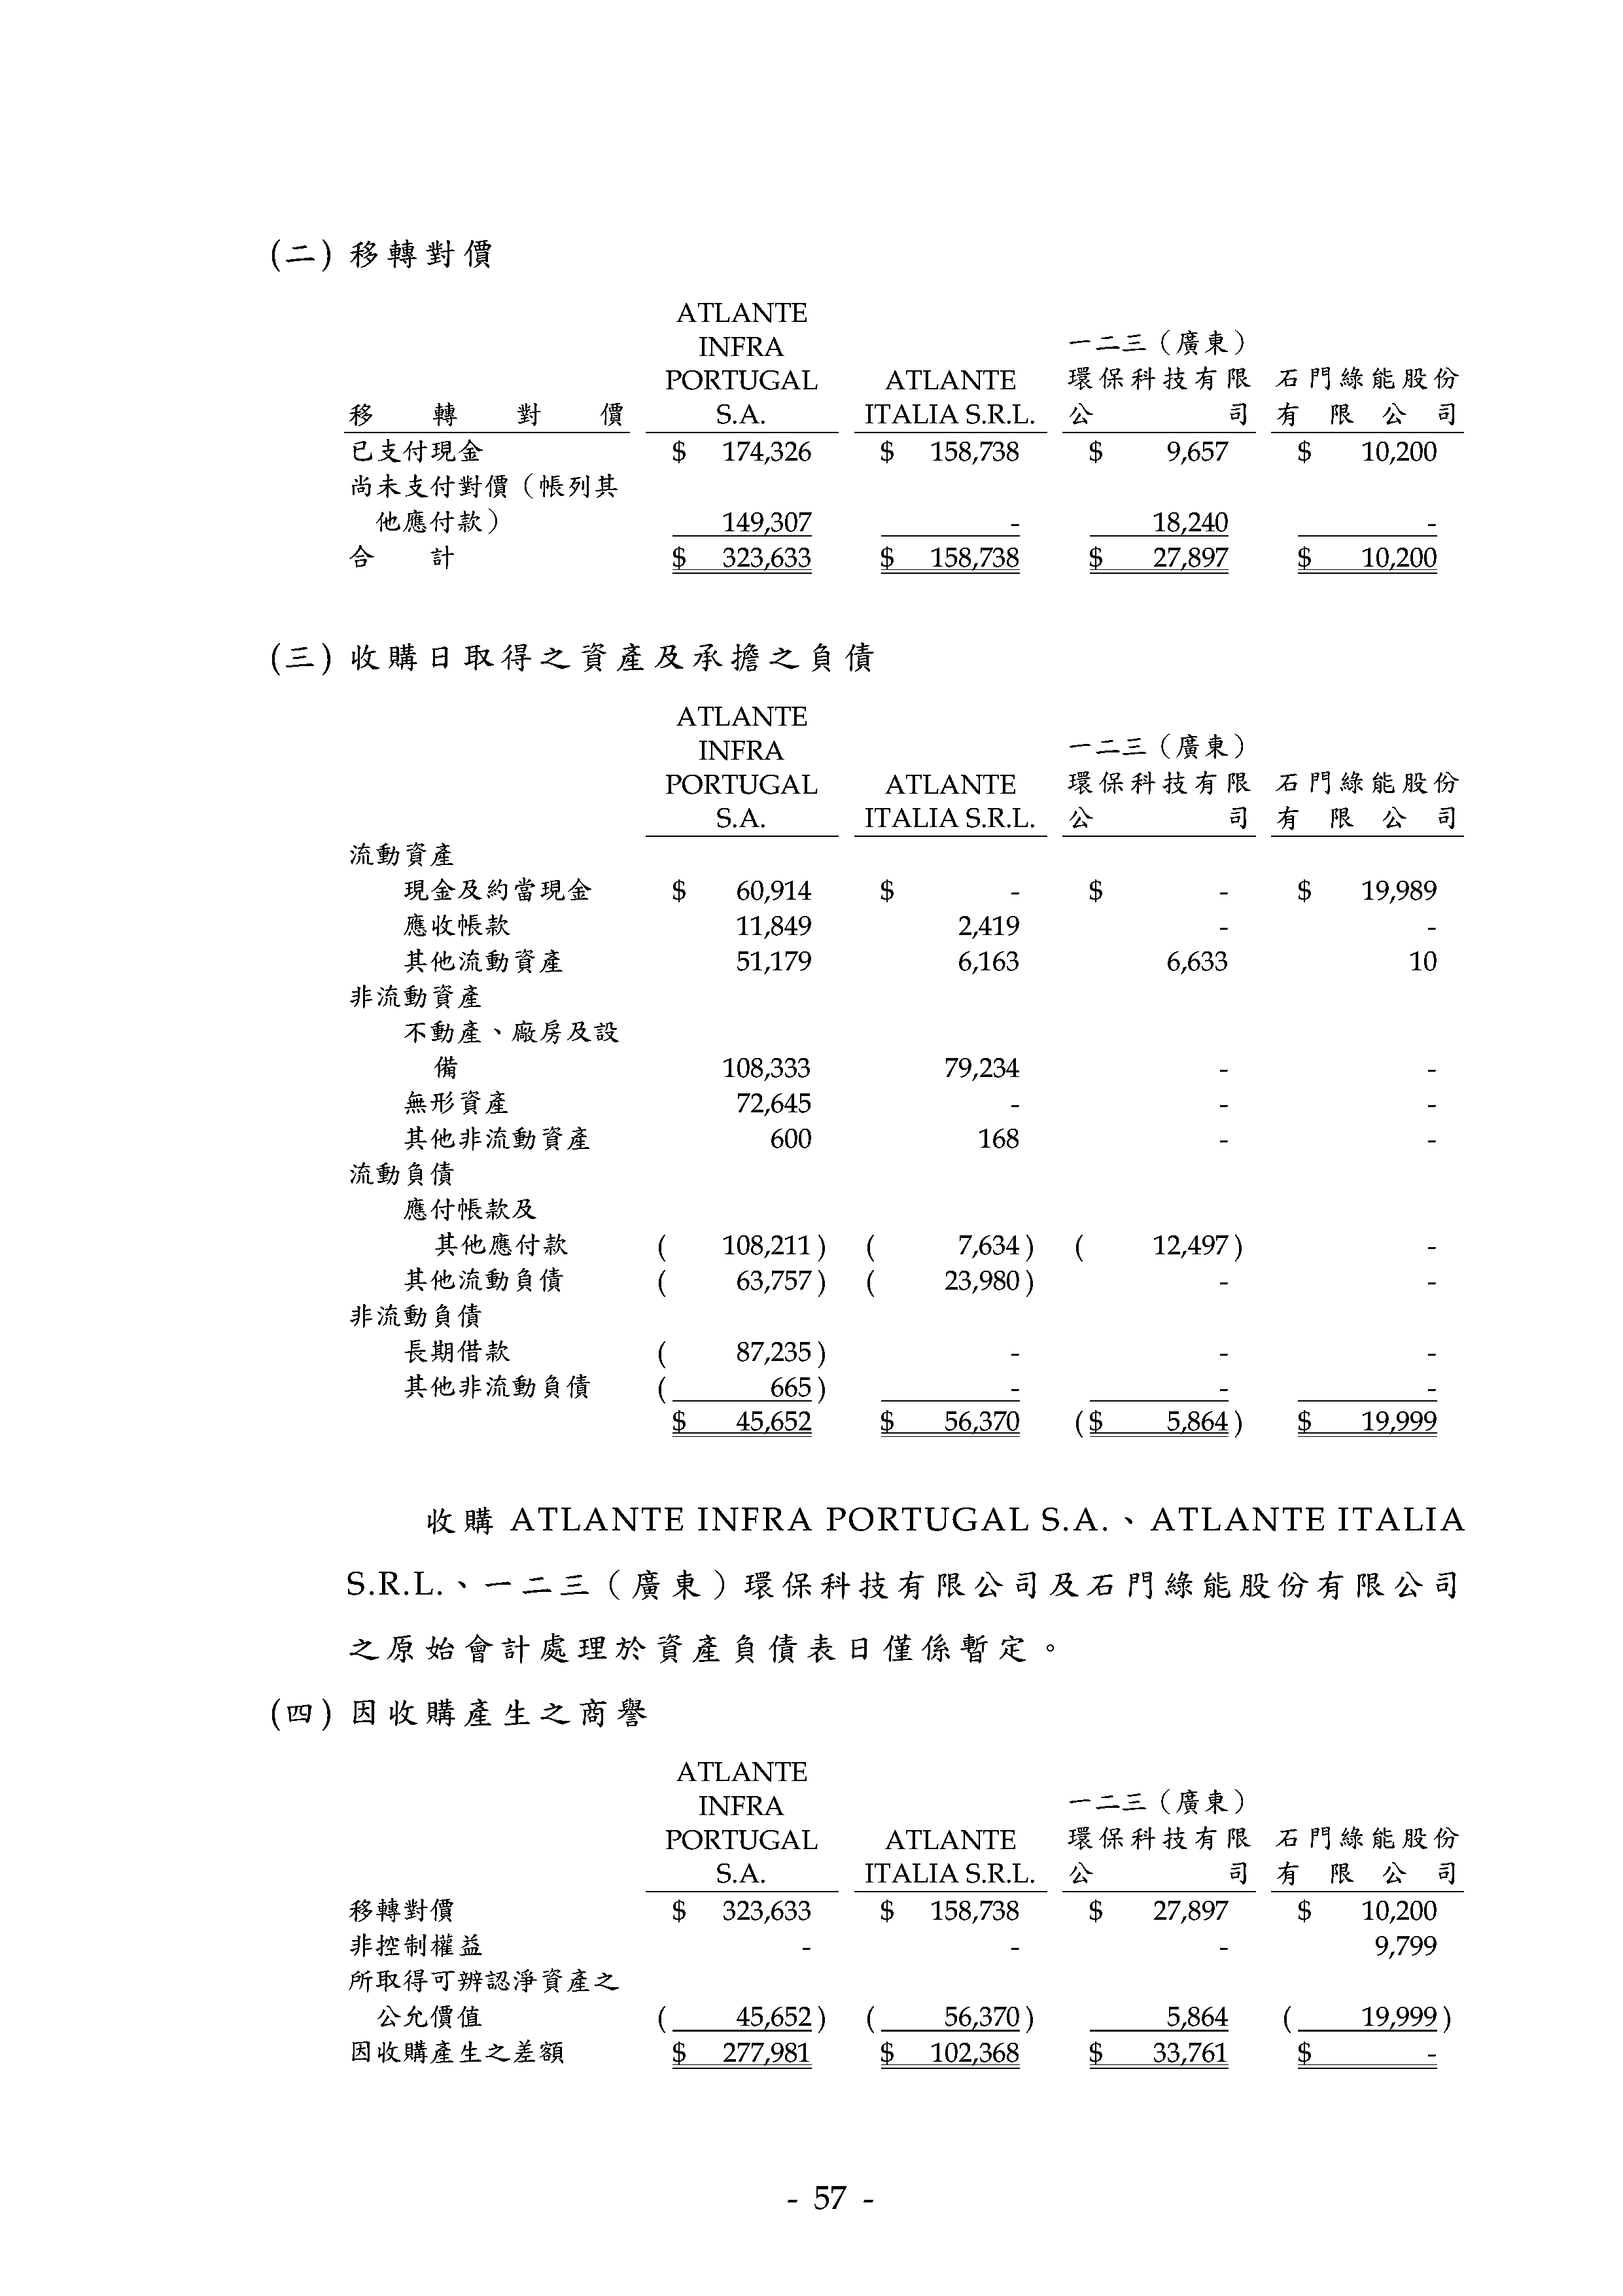 (二) 移轉對價
ATLANTE
INFRA
PORTUGAL
S.A.
ATLANTE
ITALIA S.R.L.
一二三（廣東）
環保科技有限
公司
石門綠能股份
有限公司
移轉對價
已支付現金 $ 174,326 $ 158,738 $ 9,657 $ 10,200
尚未支付對價（帳列其
他應付款） 149,307 - 18,240 -
合計 $ 323,633 $ 158,738 $ 27,897 $ 10,200
(三) 收購日取得之資產及承擔之負債
ATLANTE
INFRA
PORTUGAL
S.A.
ATLANTE
ITALIA S.R.L.
一二三（廣東）
環保科技有限
公司
石門綠能股份
有限公司
流動資產
現金及約當現金 $ 60,914 $ - $ - $ 19,989
應收帳款 11,849 2,419 - -
其他流動資產 51,179 6,163 6,633 10
非流動資產
不動產、廠房及設
備 108,333 79,234 - -
無形資產 72,645 - - -
其他非流動資產 600 168 - -
流動負債
應付帳款及
其他應付款 ( 108,211) ( 7,634) ( 12,497) -
其他流動負債 ( 63,757) ( 23,980) - -
非流動負債
長期借款 ( 87,235) - - -
其他非流動負債 ( 665) - - -
$ 45,652 $ 56,370 ($ 5,864) $ 19,999
收購 ATLANTE INFRA PORTUGAL S.A.、ATLANTE ITALIA
S.R.L.、一二三（廣東）環保科技有限公司及石門綠能股份有限公司
之原始會計處理於資產負債表日僅係暫定。
(四) 因收購產生之商譽
ATLANTE
INFRA
PORTUGAL
S.A.
ATLANTE
ITALIA S.R.L.
一二三（廣東）
環保科技有限
公司
石門綠能股份
有限公司
移轉對價 $ 323,633 $ 158,738 $ 27,897 $ 10,200
非控制權益 - - - 9,799
所取得可辨認淨資產之
公允價值 ( 45,652) ( 56,370) 5,864 ( 19,999)
因收購產生之差額 $ 277,981 $ 102,368 $ 33,761 $ -
- 57 -